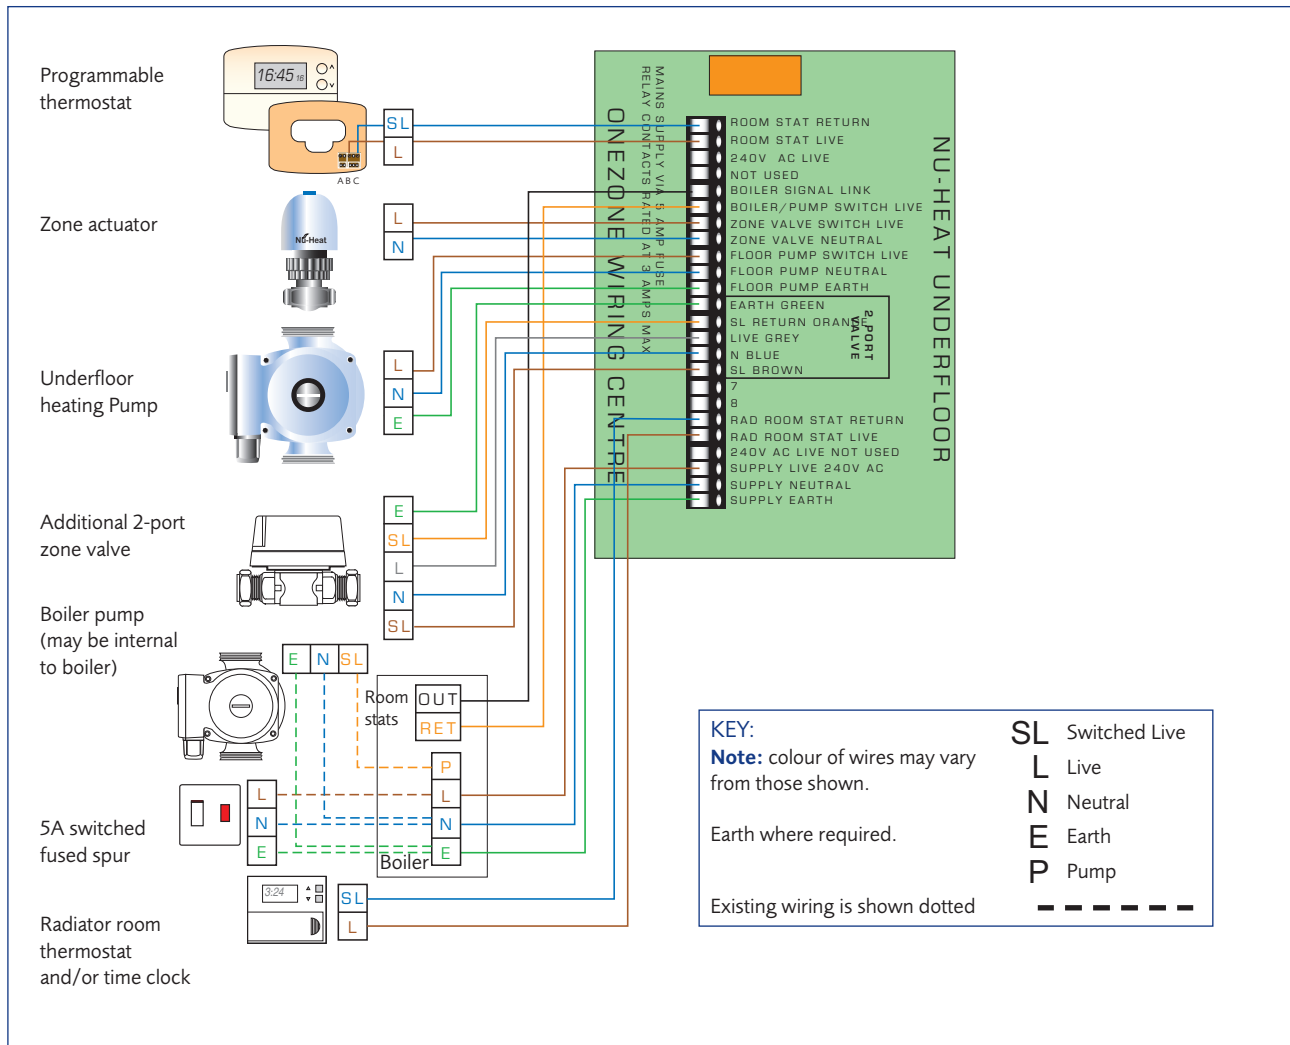 Programmable
thermostat
16:45 16
A B C
SL
L
Zone actuator
Nu-Heat
L
N
Underfloor
heating Pump
L
N
E
Additional 2-port
zone valve
E
SL
L
N
SL
Boiler pump
(may be internal
to boiler)
E N SL
Room
stats
OUT
RET
P
L
N
E
Boiler
5A switched
fused spur
L
N
E
3:24
SL
L
Radiator room
thermostat
and/or time clock
MAINS SUPPLY VIA 5 AMP FUSE
RELAY CONTACTS RATED AT 3 AMPS MAX
ONEZONE WIRING CENTRE
NU-HEAT UNDERFLOOR
ROOM STAT RETURN
ROOM STAT LIVE
240V AC LIVE
NOT USED
BOILER SIGNAL LINK
BOILER/PUMP SWITCH LIVE
ZONE VALVE SWITCH LIVE
ZONE VALVE NEUTRAL
FLOOR PUMP SWITCH LIVE
FLOOR PUMP NEUTRAL
FLOOR PUMP EARTH
EARTH GREEN
SL RETURN ORANGE
LIVE GREY
N BLUE
SL BROWN
2 PORT
VALVE
7
8
RAD ROOM STAT RETURN
RAD ROOM STAT LIVE
240V AC LIVE NOT USED
SUPPLY LIVE 240V AC
SUPPLY NEUTRAL
SUPPLY EARTH
KEY:
Note: colour of wires may vary
from those shown.
Earth where required.
Existing wiring is shown dotted
SL Switched Live
L Live
N Neutral
E Earth
P Pump